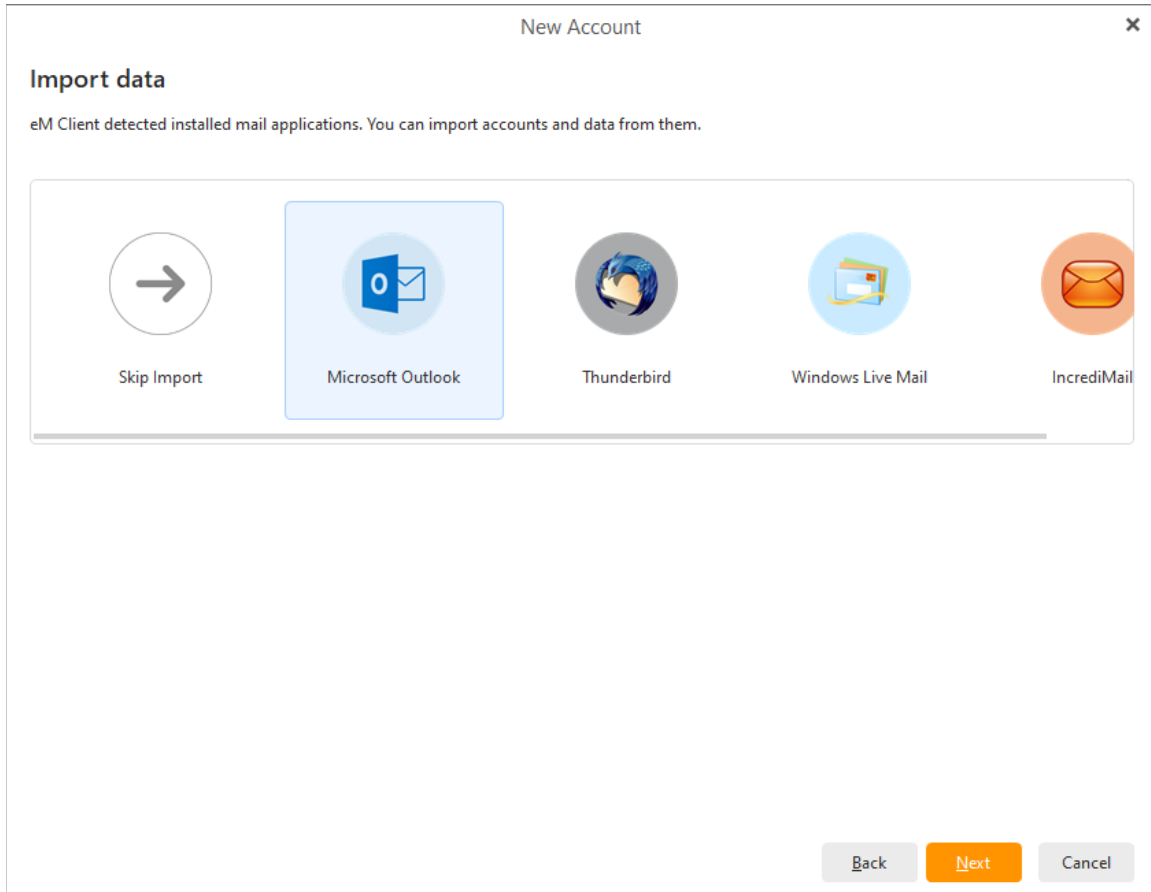 New Account
Import data
eM Client detected installed mail applications. You can import accounts and data from them.
Skip Import
Microsoft Outlook
Thunderbird
Windows Live Mail
IncrediMail
Back
Next
Cancel